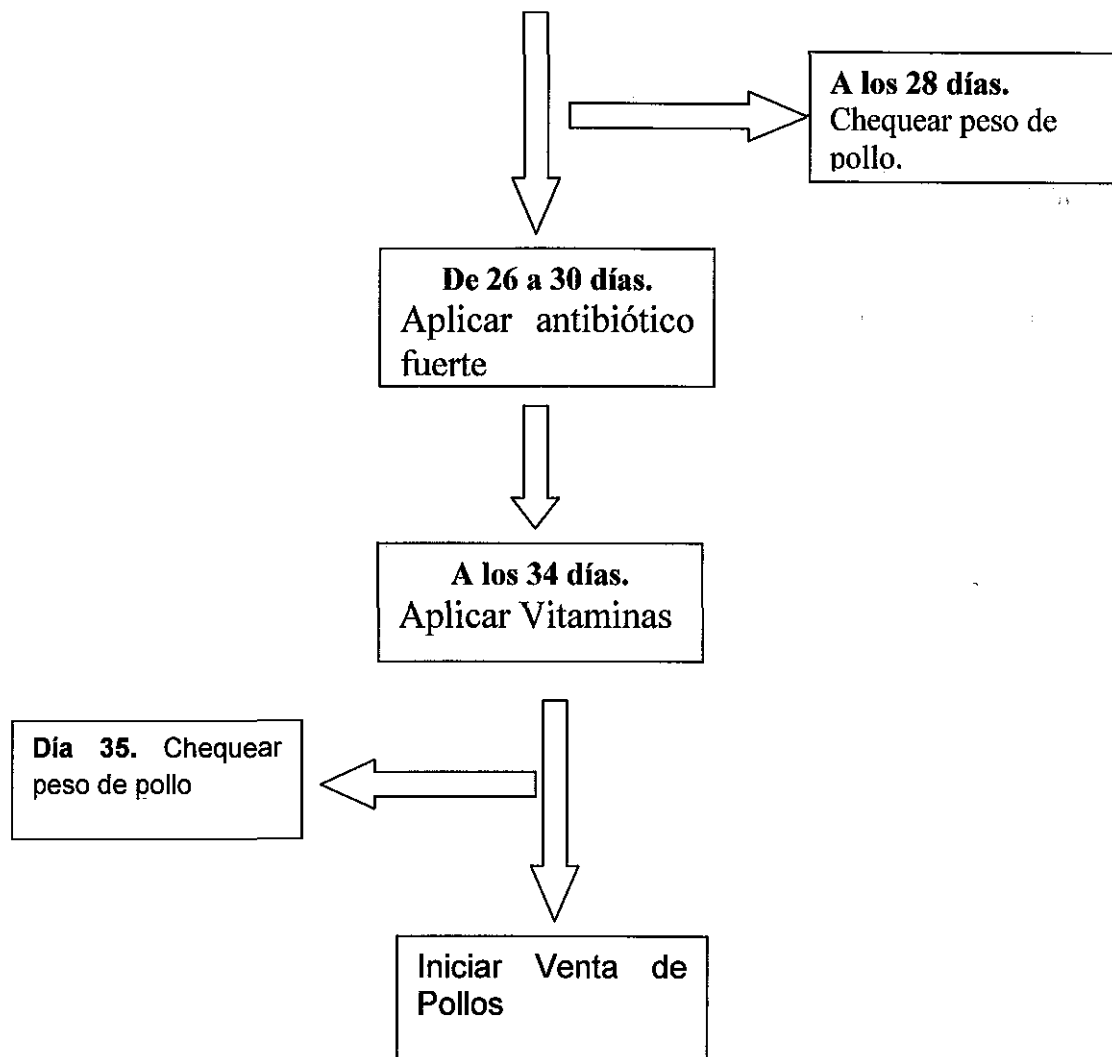 A los 28 días.
Chequear peso de
pollo.
De 26 a 30 días.
Aplicar antibiótico
fuerte
A los 34 días.
Aplicar Vitaminas
Día 35. Chequear
peso de pollo
Iniciar Venta de
Pollos